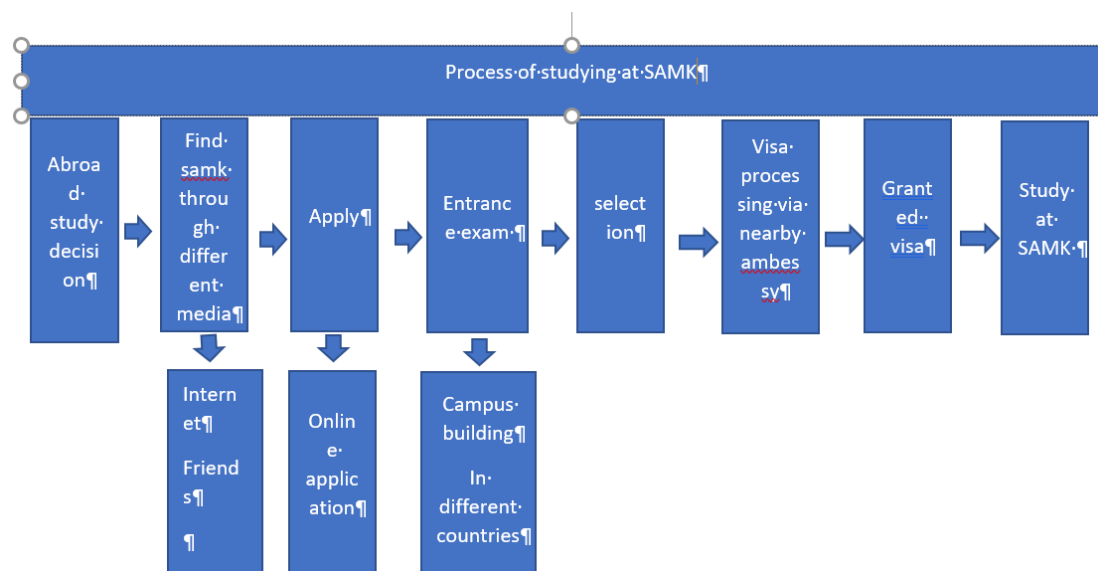 Process·of·studying·at·SAMK¶
Abroa
d·
study·
decisi
on¶
Find·
samk·
throu
gh·
differ
ent·
media¶
Apply¶
Entranc
e·exam·¶
select
ion¶
Visa·
proces
sing·via·
nearby·
ambes
sy¶
Grant
ed··
visa¶
Study·
at·
SAMK·¶
Intern
et¶
Friend
s¶
¶
Onlin
e·
applic
ation¶
Campus·
building¶
In·
different·
countries¶